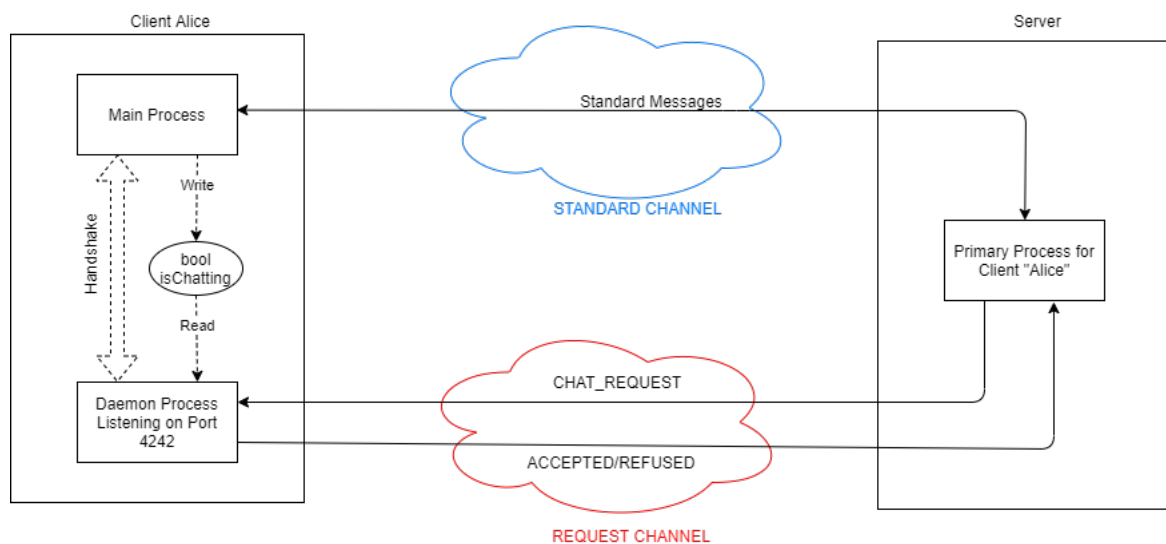 Client Alice
Server
Main Process
Standard Messages
Write
STANDARD CHANNEL
Handshake
bool
isChatting
Primary Process for
Client "Alice"
Read
CHAT_REQUEST
Daemon Process
Listening on Port
4242
ACCEPTED/REFUSED
REQUEST CHANNEL